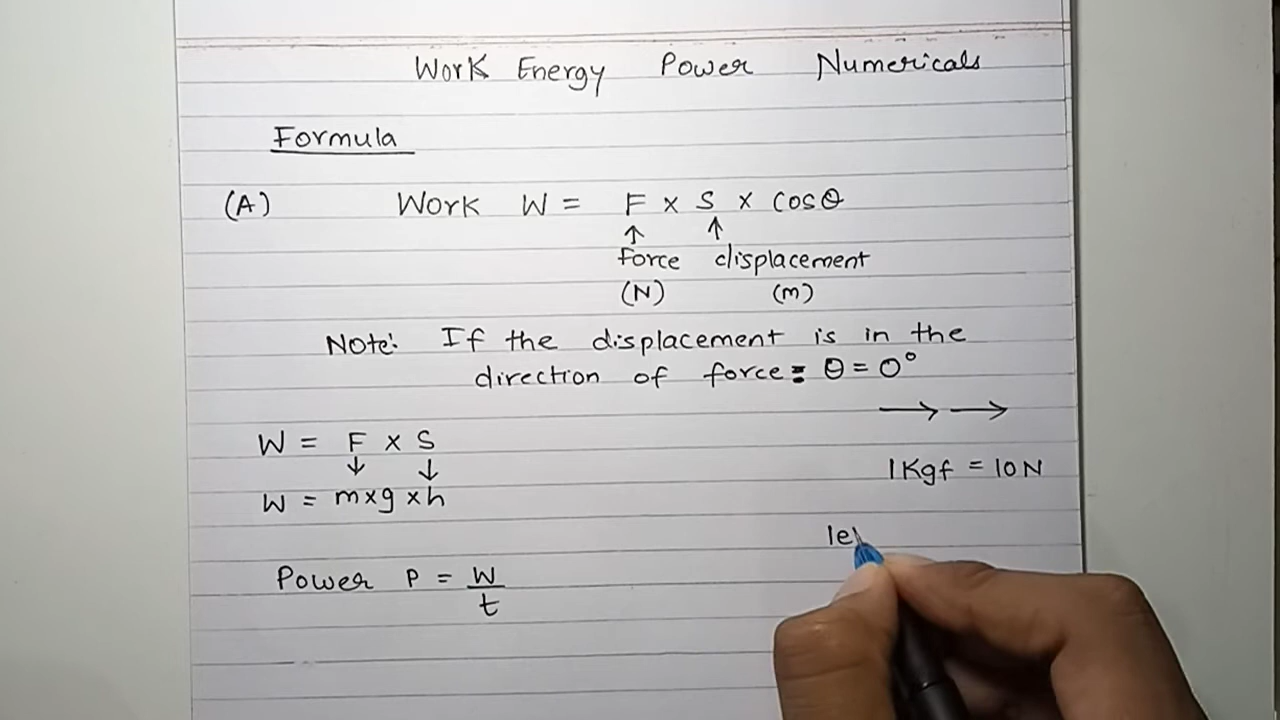 Work Energy Power Numericals
Formula
(A) Work W = F x S x cosθ
↑ ↑
force displacement
(N) (m)
Note: If the displacement is in the
direction of force = θ = 0°
→ →
W = F x S
↓ ↓
W = m x g x h
1Kgf = 10N
1eV
Power P = W/t